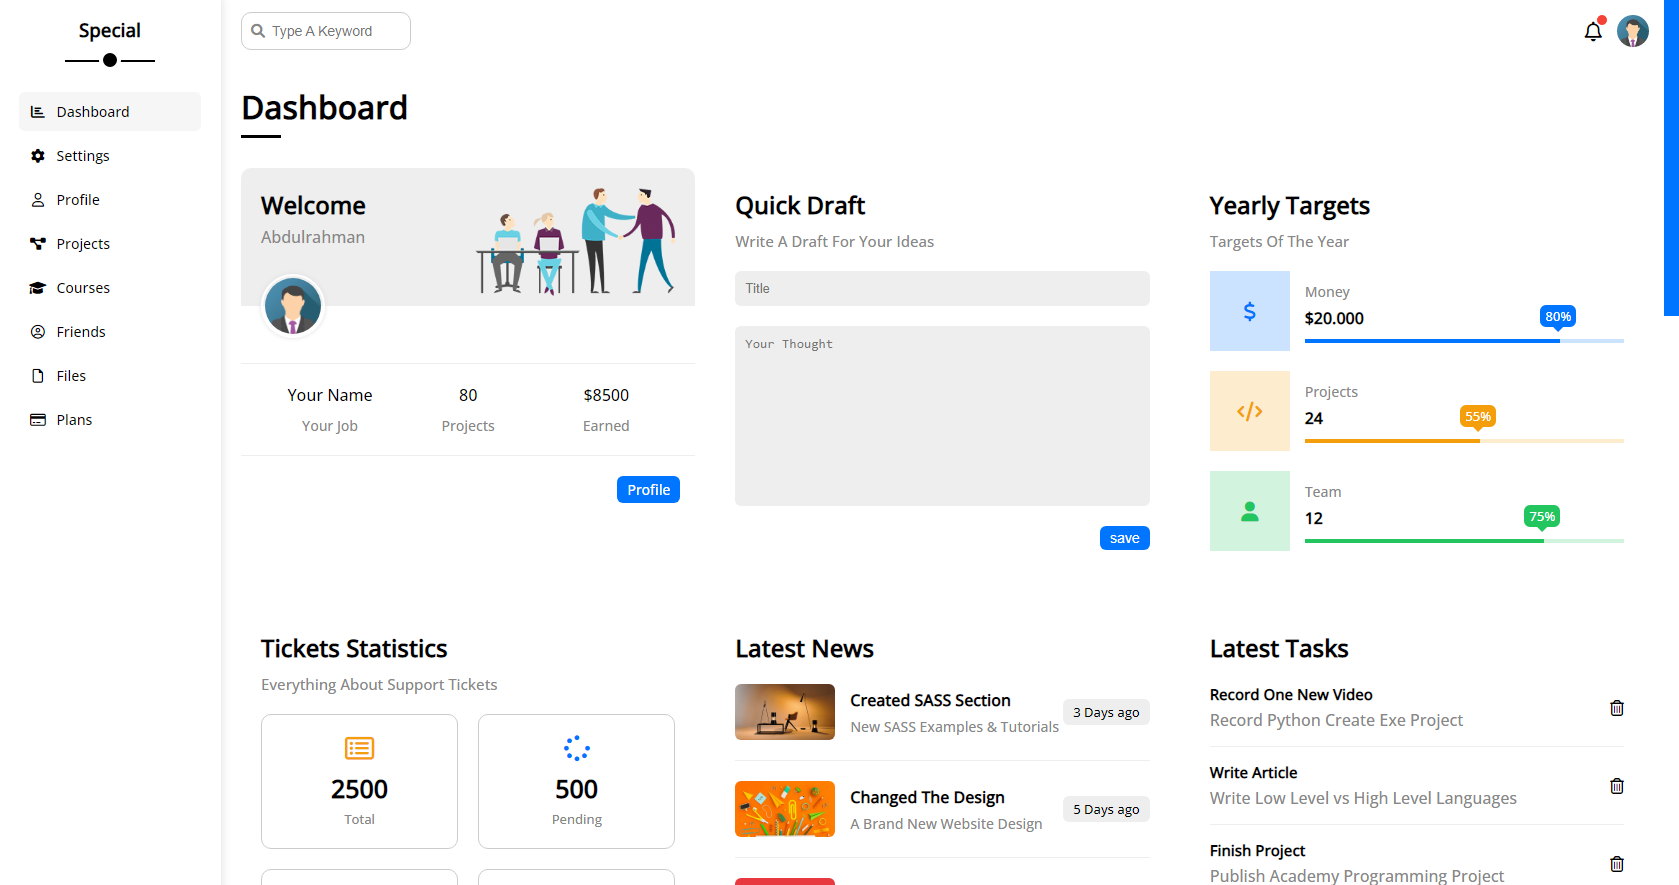 Special
Type A Keyword
Dashboard
Settings
Profile
Projects
Courses
Friends
Files
Plans
Dashboard
Welcome
Abdulrahman
Your Name
Your Job
80
Projects
$8500
Earned
Profile
Quick Draft
Write A Draft For Your Ideas
Title
Your Thought
save
Yearly Targets
Targets Of The Year
Money
$20.000
80%
Projects
24
55%
Team
12
75%
Tickets Statistics
Everything About Support Tickets
2500
Total
500
Pending
Latest News
Created SASS Section
New SASS Examples & Tutorials
3 Days ago
Changed The Design
A Brand New Website Design
5 Days ago
Latest Tasks
Record One New Video
Record Python Create Exe Project
Write Article
Write Low Level vs High Level Languages
Finish Project
Publish Academy Programming Project